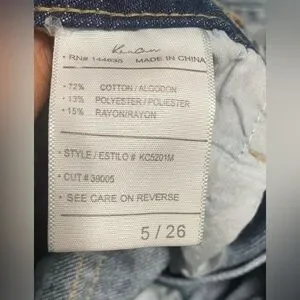 KanCan
• RN# 144635 MADE IN CHINA
• 72% COTTON / ALGODON
• 13% POLYESTER / POLIESTER
• 15% RAYON/RAYON
• STYLE / ESTILO # KC5201M
• CUT # 39005
• SEE CARE ON REVERSE
5 / 26